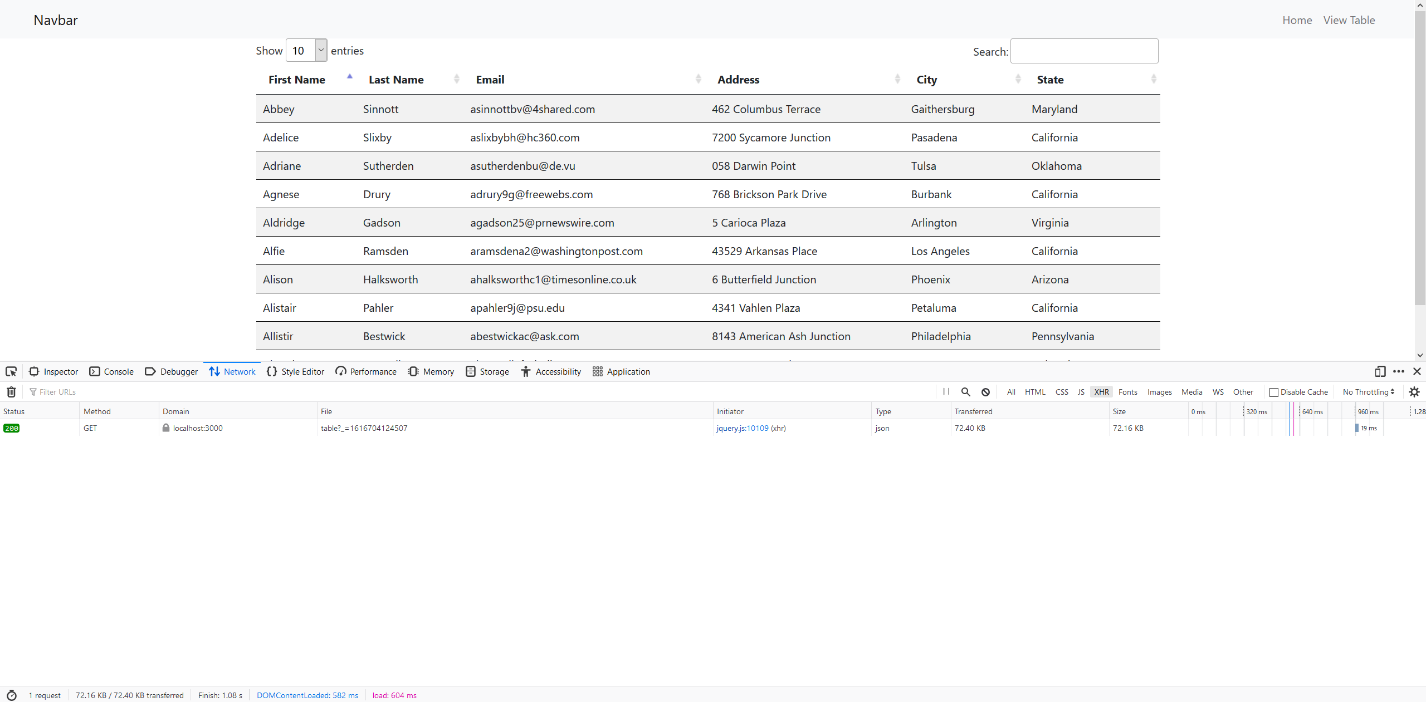 Navbar Home View Table
Show 10 entries Search:
First Name Last Name Email Address City State
Abbey Sinnott asinnottbv@4shared.com 462 Columbus Terrace Gaithersburg Maryland
Adelice Slixby aslixbybh@hc360.com 7200 Sycamore Junction Pasadena California
Adriane Sutherden asutherdenbu@de.vu 058 Darwin Point Tulsa Oklahoma
Agnese Drury adrury9g@freewebs.com 768 Brickson Park Drive Burbank California
Aldridge Gadson agadson25@prnewswire.com 5 Carioca Plaza Arlington Virginia
Alfie Ramsden aramsdena2@washingtonpost.com 43529 Arkansas Place Los Angeles California
Alison Halksworth ahalksworthc1@timesonline.co.uk 6 Butterfield Junction Phoenix Arizona
Alistair Pahler apahler9j@psu.edu 4341 Vahlen Plaza Petaluma California
Allistir Bestwick abestwickac@ask.com 8143 American Ash Junction Philadelphia Pennsylvania
Inspector Console Debugger Network Style Editor Performance Memory Storage Accessibility Application
Filter URLs All HTML CSS JS XHR Fonts Images Media WS Other Disable Cache No Throttling
Status Method Domain File Initiator Type Transferred Size 0 ms 320 ms 640 ms 960 ms 1.28
200 GET localhost:3000 table?_=1616704124507 jquery.js:10109 (xhr) json 72.40 KB 72.16 KB 19 ms
1 request 72.16 KB / 72.40 KB transferred Finish: 1.08 s DOMContentLoaded: 582 ms load: 604 ms